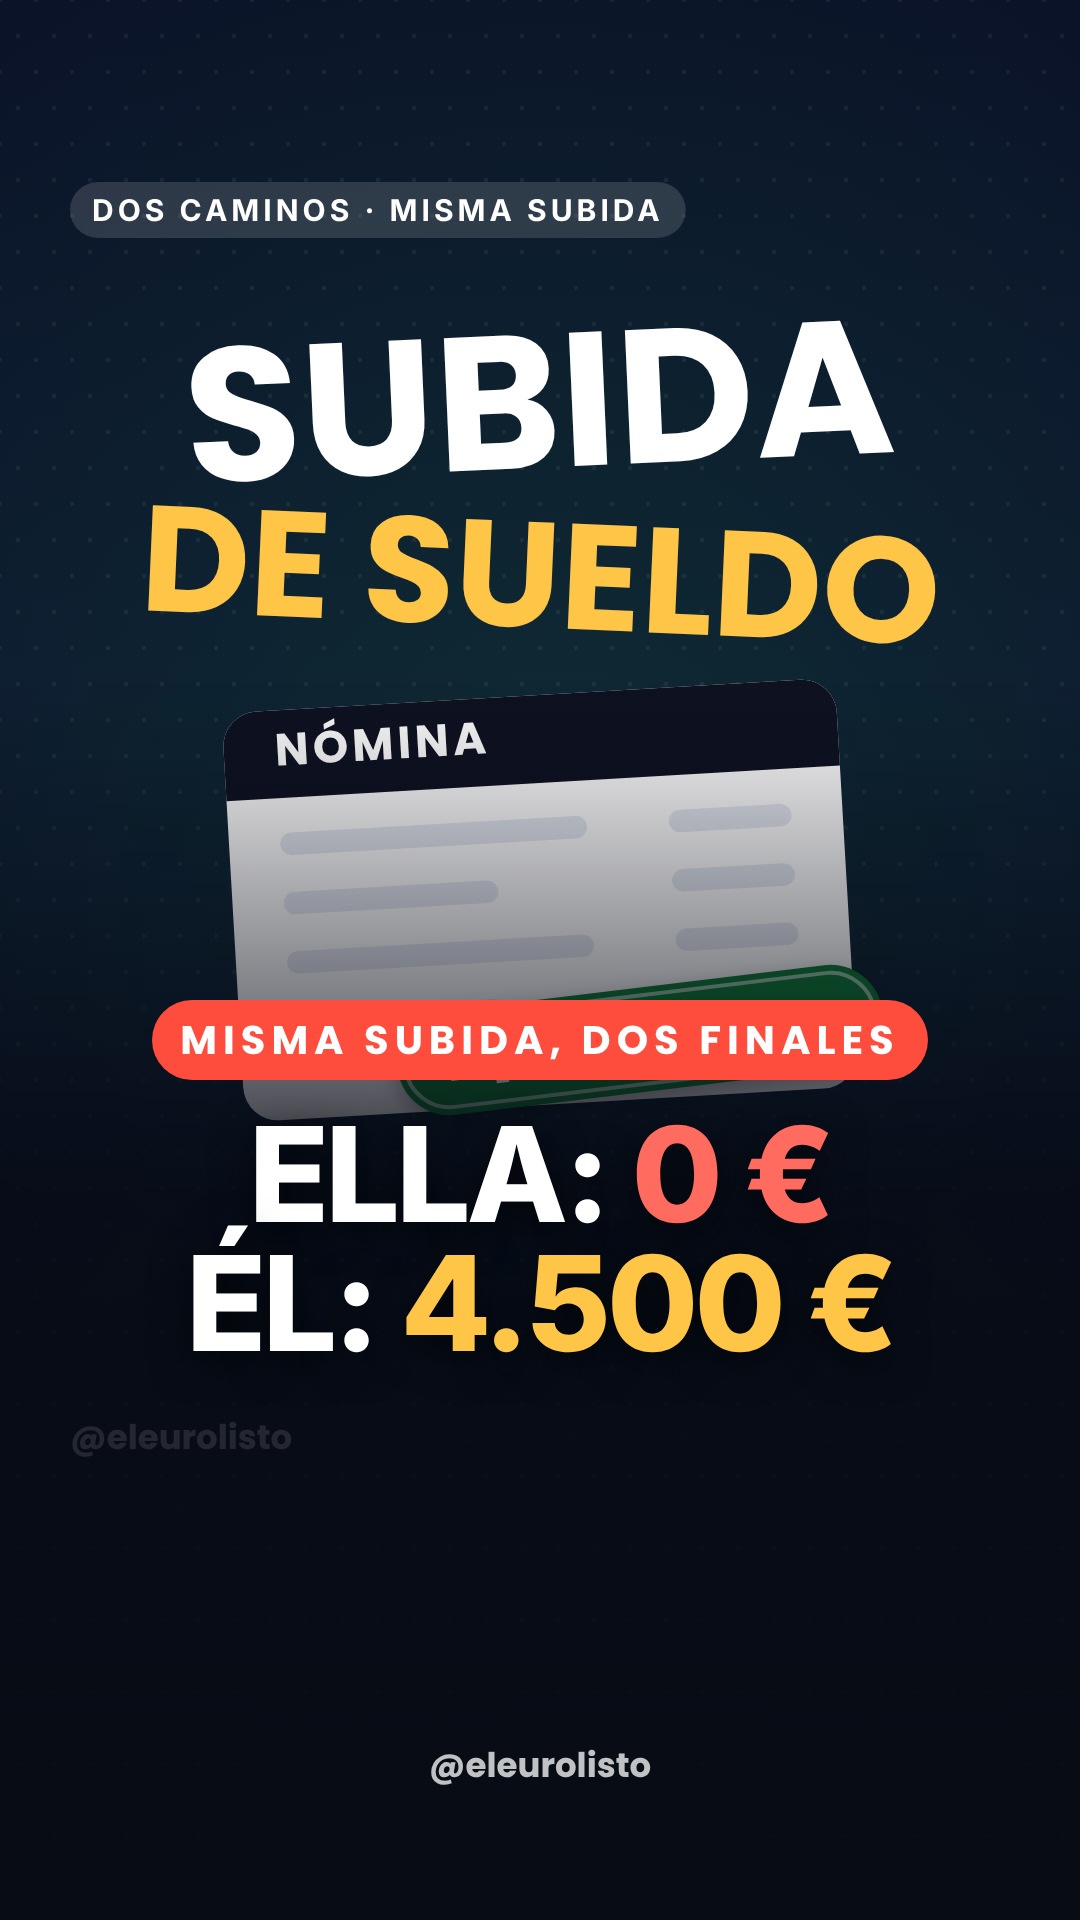 DOS CAMINOS · MISMA SUBIDA
SUBIDA
DE SUELDO
NÓMINA
MISMA SUBIDA, DOS FINALES
ELLA: 0 €
ÉL: 4.500 €
@eleurolisto
@eleurolisto